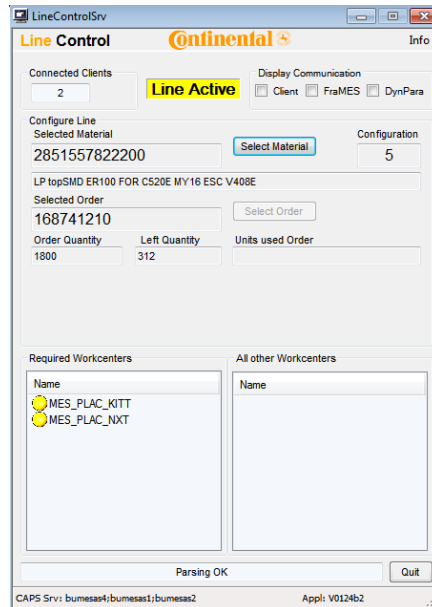 LineControlSrv
Line Control
Continental
Info
Connected Clients
2
Line Active
Display Communication
Client
FraMES
DynPara
Configure Line
Selected Material
2851557822200
Select Material
Configuration
5
LP topSMD ER100 FOR C520E MY16 ESC V408E
Selected Order
168741210
Select Order
Order Quantity
Left Quantity
Units used Order
1800
312
Required Workcenters
All other Workcenters
Name
Name
MES_PLAC_KITT
MES_PLAC_NXT
Parsing OK
Quit
CAPS Srv: bumesas4;bumesas1;bumesas2
Appl: V0124b2